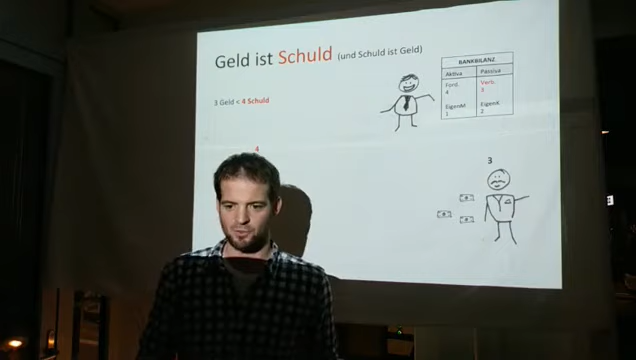 Geld ist Schuld (und Schuld ist Geld)
BANKBILANZ
Aktiva Passiva
Ford. Verb.
4 3
EigenM EigenK
1 2
3 Geld < 4 Schuld
4
3